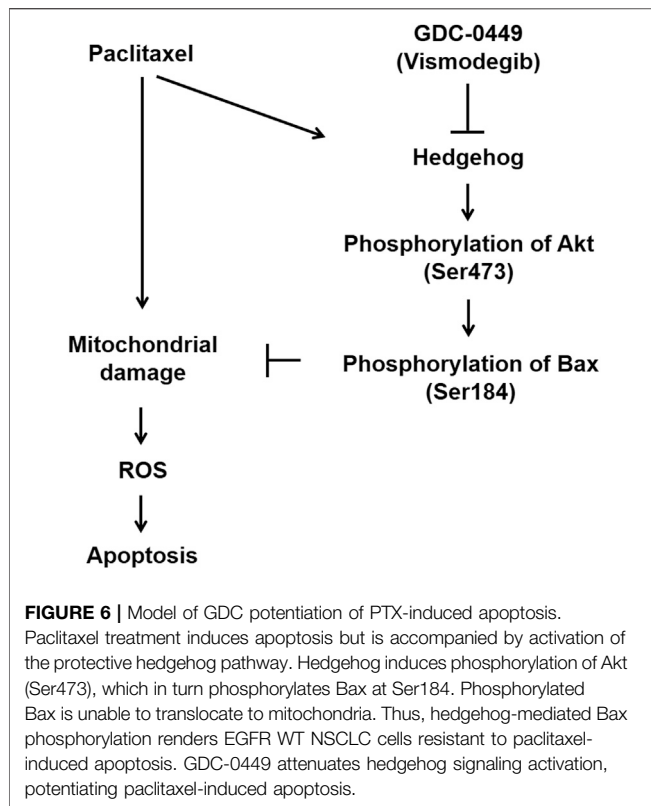 Paclitaxel
GDC-0449
(Vismodegib)
Hedgehog
Phosphorylation of Akt
(Ser473)
Mitochondrial
damage
Phosphorylation of Bax
(Ser184)
ROS
Apoptosis
FIGURE 6 | Model of GDC potentiation of PTX-induced apoptosis.
Paclitaxel treatment induces apoptosis but is accompanied by activation of
the protective hedgehog pathway. Hedgehog induces phosphorylation of Akt
(Ser473), which in turn phosphorylates Bax at Ser184. Phosphorylated
Bax is unable to translocate to mitochondria. Thus, hedgehog-mediated Bax
phosphorylation renders EGFR WT NSCLC cells resistant to paclitaxel-
induced apoptosis. GDC-0449 attenuates hedgehog signaling activation,
potentiating paclitaxel-induced apoptosis.